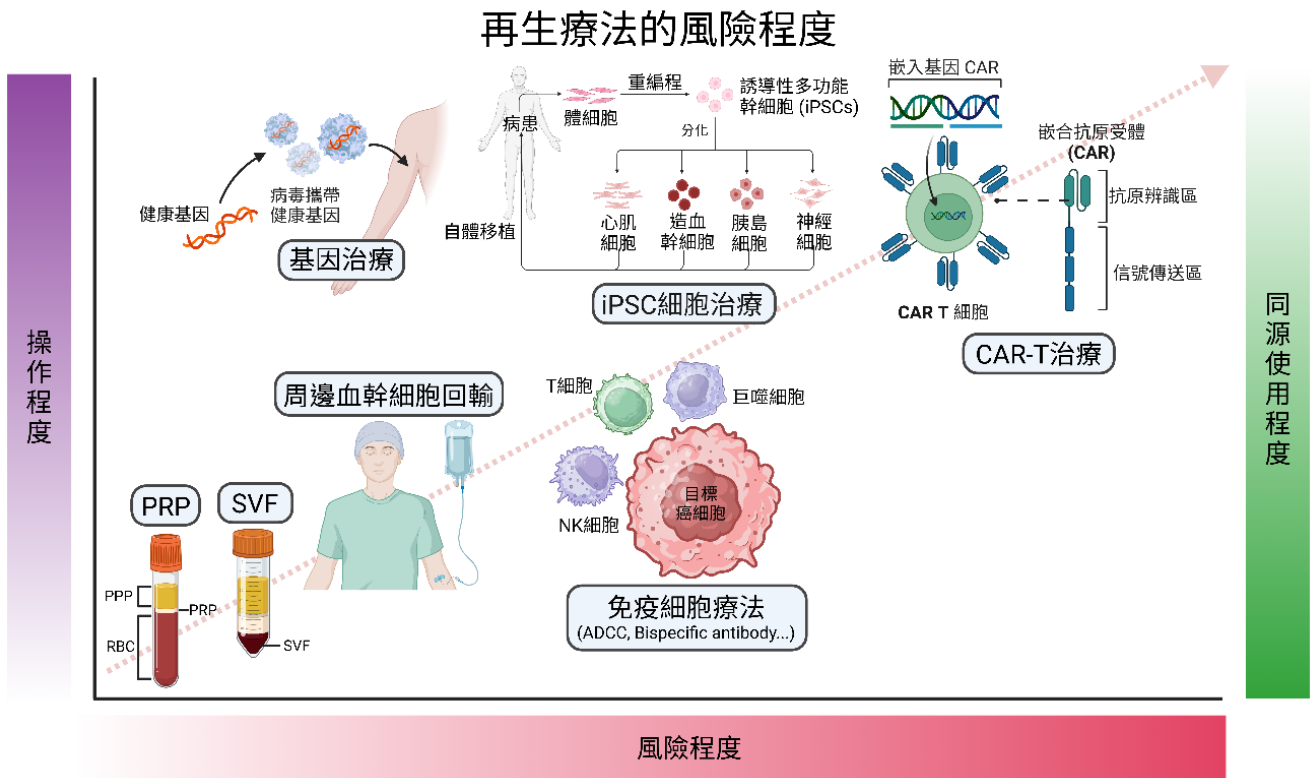 再生療法的風險程度
操作程度
同源使用程度
風險程度
健康基因
病毒攜帶
健康基因
基因治療
病患
體細胞
重編程
誘導性多功能
幹細胞 (iPSCs)
分化
心肌
細胞
造血
幹細胞
胰島
細胞
神經
細胞
自體移植
iPSC細胞治療
嵌入基因 CAR
嵌合抗原受體
(CAR)
抗原辨識區
信號傳送區
CAR T 細胞
CAR-T治療
周邊血幹細胞回輸
T細胞
巨噬細胞
NK細胞
目標
癌細胞
免疫細胞療法
(ADCC, Bispecific antibody...)
PRP
PPP
PRP
RBC
SVF
SVF